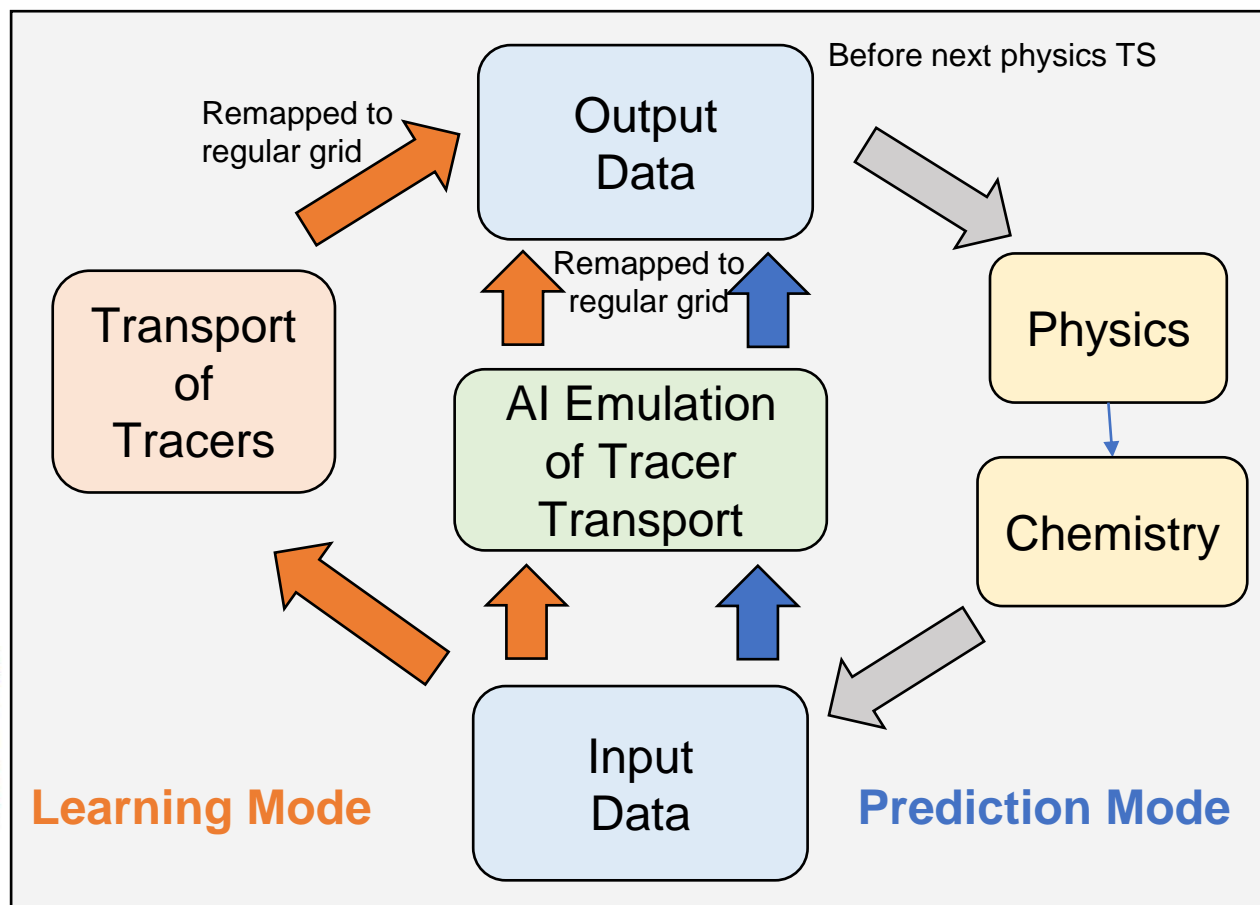 Before next physics TS
Output
Data
Remapped to
regular grid
Remapped to
regular grid
Transport
of
Tracers
AI Emulation
of Tracer
Transport
Physics
Chemistry
Input
Data
Learning Mode
Prediction Mode